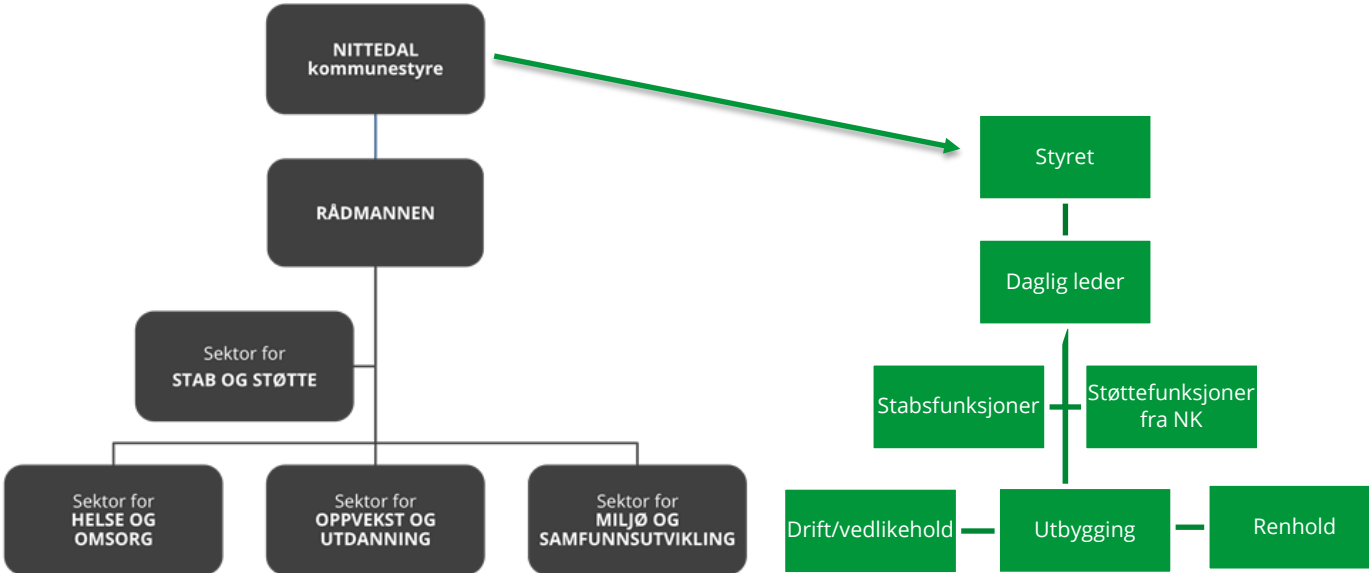 NITTEDAL
kommunestyre
RÅDMANNEN
Sektor for
STAB OG STØTTE
Sektor for
HELSE OG
OMSORG
Sektor for
OPPVEKST OG
UTDANNING
Sektor for
MILJØ OG
SAMFUNNSUTVIKLING
Styret
Daglig leder
Stabsfunksjoner
Støttefunksjoner
fra NK
Drift/vedlikehold
Utbygging
Renhold